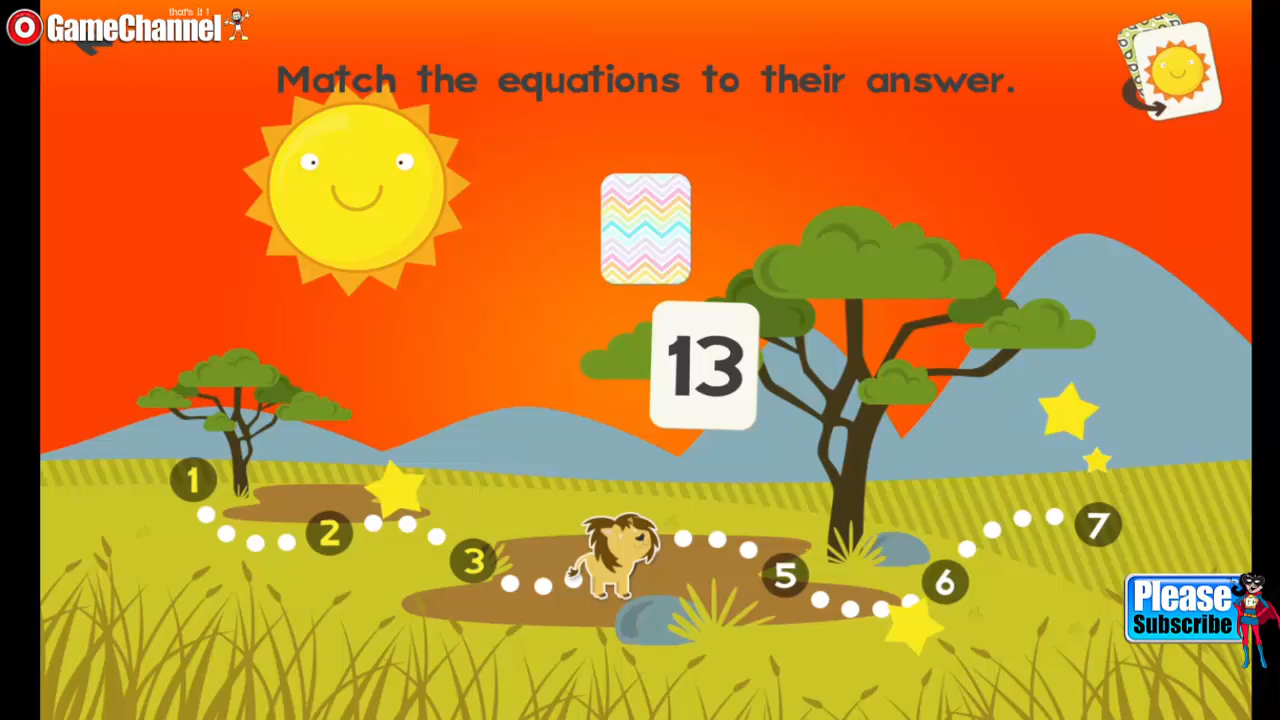 that's it !
GameChannel
Match the equations to their answer.
13
1
2
3
5
6
7
Please
Subscribe